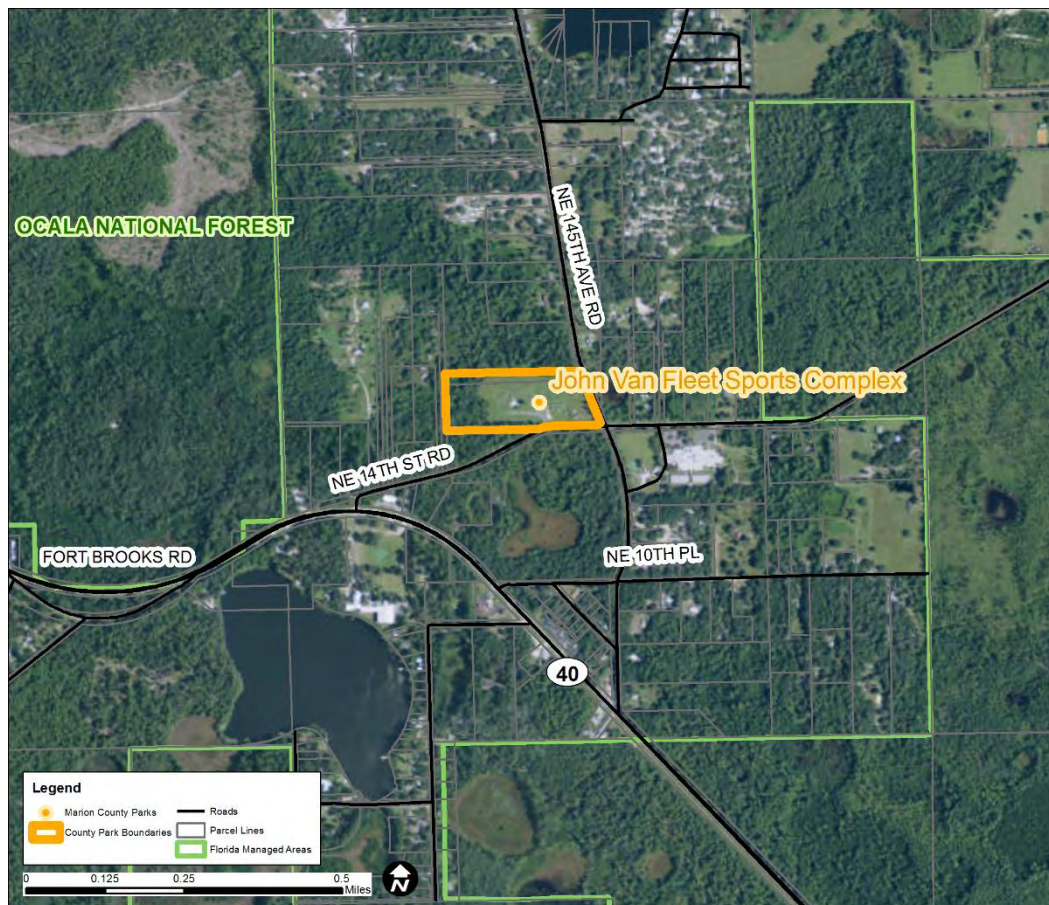 NE 145TH AVE RD
OCALA NATIONAL FOREST
John Van Fleet Sports Complex
NE 14TH ST RD
FORT BROOKS RD
NE 10TH PL
40
Legend
Marion County Parks
County Park Boundaries
Roads
Parcel Lines
Florida Managed Areas
0 0.125 0.25 0.5
Miles
N